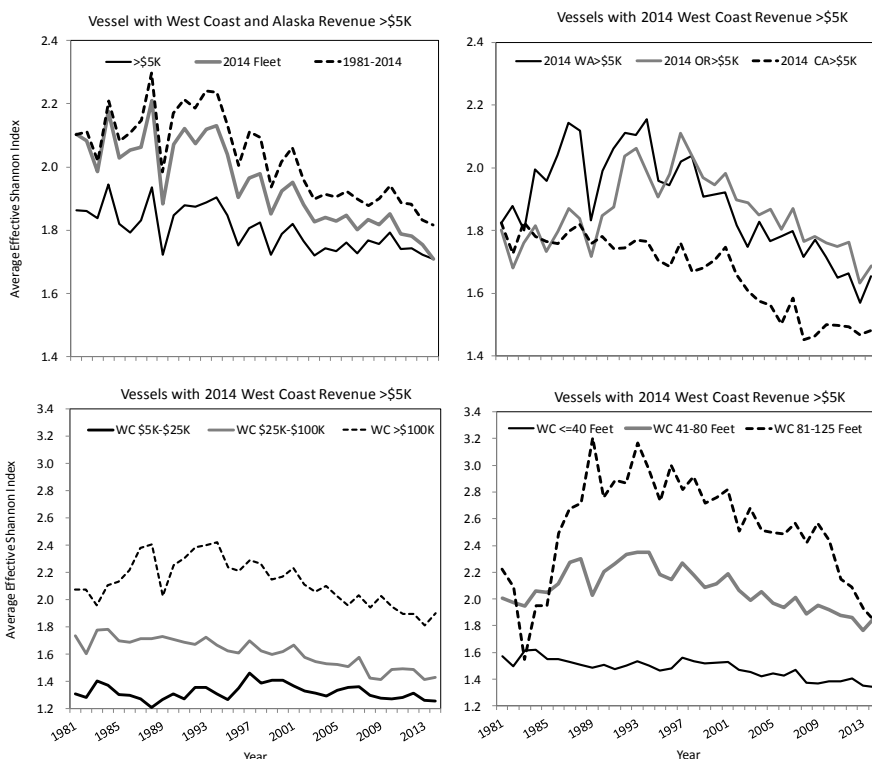 Vessel with West Coast and Alaska Revenue >$5K
2.4
2.2
2.0
1.8
1.6
1.4
>$5K
2014 Fleet
1981-2014
Average Effective Shannon Index
Vessels with 2014 West Coast Revenue >$5K
2.4
2.2
2.0
1.8
1.6
1.4
2014 WA>$5K
2014 OR>$5K
2014 CA>$5K
Vessels with 2014 West Coast Revenue >$5K
3.4
3.2
3.0
2.8
2.6
2.4
2.2
2.0
1.8
1.6
1.4
1.2
WC $5K-$25K
WC $25K-$100K
WC >$100K
Average Effective Shannon Index
1981
1985
1989
1993
1997
2001
2005
2009
2013
Year
Vessels with 2014 West Coast Revenue >$5K
3.4
3.2
3.0
2.8
2.6
2.4
2.2
2.0
1.8
1.6
1.4
1.2
WC <=40 Feet
WC 41-80 Feet
WC 81-125 Feet
1981
1985
1989
1993
1997
2001
2005
2009
2013
Year